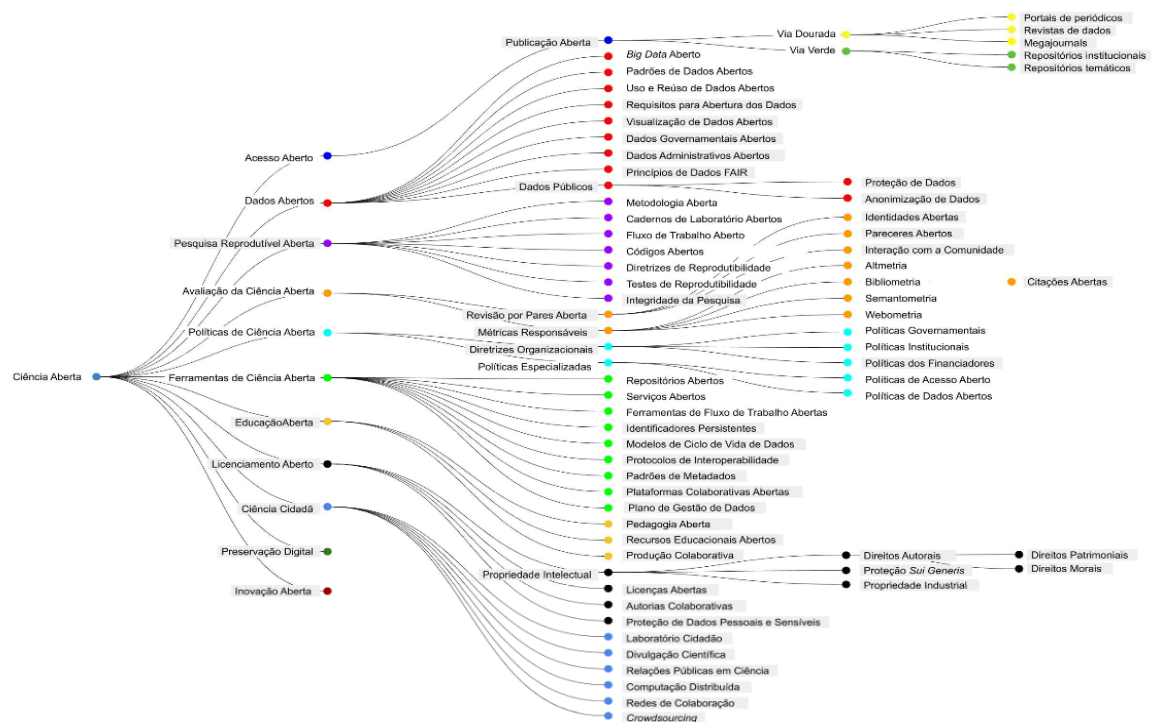 Ciência Aberta
Acesso Aberto
Dados Abertos
Pesquisa Reprodutível Aberta
Avaliação da Ciência Aberta
Políticas de Ciência Aberta
Ferramentas de Ciência Aberta
EducaçãoAberta
Licenciamento Aberto
Ciência Cidadã
Preservação Digital
Inovação Aberta
Publicação Aberta
Big Data Aberto
Padrões de Dados Abertos
Uso e Reúso de Dados Abertos
Requisitos para Abertura dos Dados
Visualização de Dados Abertos
Dados Governamentais Abertos
Dados Administrativos Abertos
Princípios de Dados FAIR
Dados Públicos
Metodologia Aberta
Cadernos de Laboratório Abertos
Fluxo de Trabalho Aberto
Códigos Abertos
Diretrizes de Reprodutibilidade
Testes de Reprodutibilidade
Integridade da Pesquisa
Revisão por Pares Aberta
Métricas Responsáveis
Diretrizes Organizacionais
Políticas Especializadas
Repositórios Abertos
Serviços Abertos
Ferramentas de Fluxo de Trabalho Abertas
Identificadores Persistentes
Modelos de Ciclo de Vida de Dados
Protocolos de Interoperabilidade
Padrões de Metadados
Plataformas Colaborativas Abertas
Plano de Gestão de Dados
Pedagogia Aberta
Recursos Educacionais Abertos
Produção Colaborativa
Propriedade Intelectual
Licenças Abertas
Autorias Colaborativas
Proteção de Dados Pessoais e Sensíveis
Laboratório Cidadão
Divulgação Científica
Relações Públicas em Ciência
Computação Distribuída
Redes de Colaboração
Crowdsourcing
Via Dourada
Via Verde
Proteção de Dados
Anonimização de Dados
Identidades Abertas
Pareceres Abertos
Interação com a Comunidade
Altmetria
Bibliometria
Semantometria
Webometria
Políticas Governamentais
Políticas Institucionais
Políticas dos Financiadores
Políticas de Acesso Aberto
Políticas de Dados Abertos
Direitos Autorais
Proteção Sui Generis
Propriedade Industrial
Portais de periódicos
Revistas de dados
Megajournals
Repositórios institucionais
Repositórios temáticos
Citações Abertas
Direitos Patrimoniais
Direitos Morais